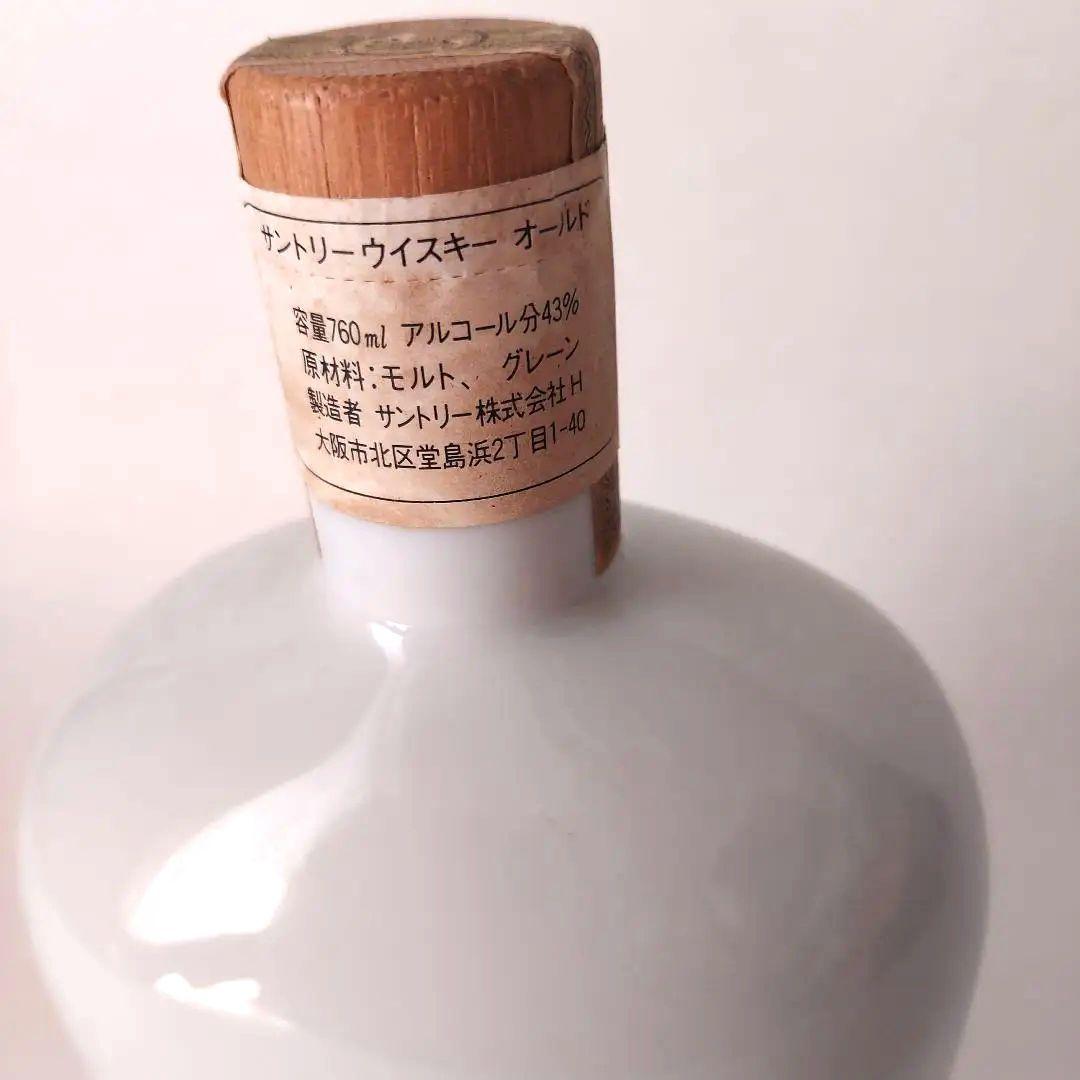 サントリーウイスキー オールド
容量760ml アルコール分43%
原材料:モルト、 グレーン
製造者 サントリー株式会社H
大阪市北区堂島浜2丁目1-40